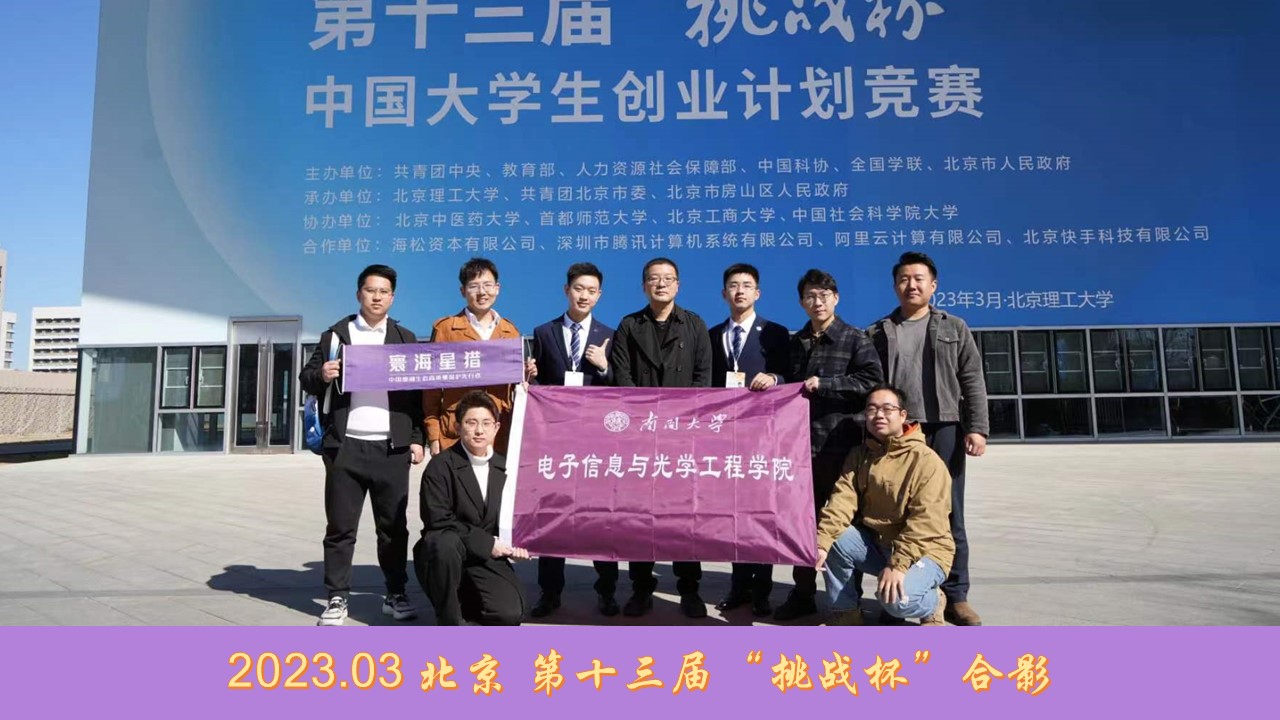 第十三届“挑战杯
中国大学生创业计划竞赛
主办单位：共青团中央、教育部、人力资源社会保障部、中国科协、全国学联、北京市人民政府
承办单位：北京理工大学、共青团北京市委、北京市房山区人民政府
协办单位：北京中医药大学、首都师范大学、北京工商大学、中国社会科学院大学
合作单位：海松资本有限公司、深圳市腾讯计算机系统有限公司、阿里云计算有限公司、北京快手科技有限公司
023年3月·北京理工大学
寰海星措
南开大学
电子信息与光学工程学院
2023.03 北京 第十三届“挑战杯”合影